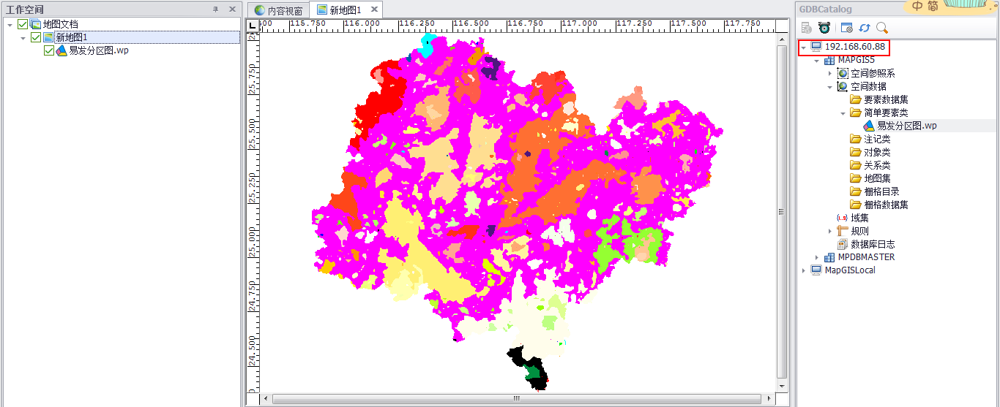 工作空间
地图文档
新地图1
易发分区图.wp
内容视窗
新地图1
115.750 116.000 116.250 116.500 116.750 117.000 117.250 117.500 117.750
25.750
25.500
25.250
25.000
24.750
24.500
GDBCatalog
中 简
192.168.60.88
MAPGIS5
空间参照系
空间数据
要素数据集
简单要素类
易发分区图.wp
注记类
对象类
关系类
地图集
栅格目录
栅格数据集
域集
规则
数据库日志
MPDBMASTER
MapGISLocal